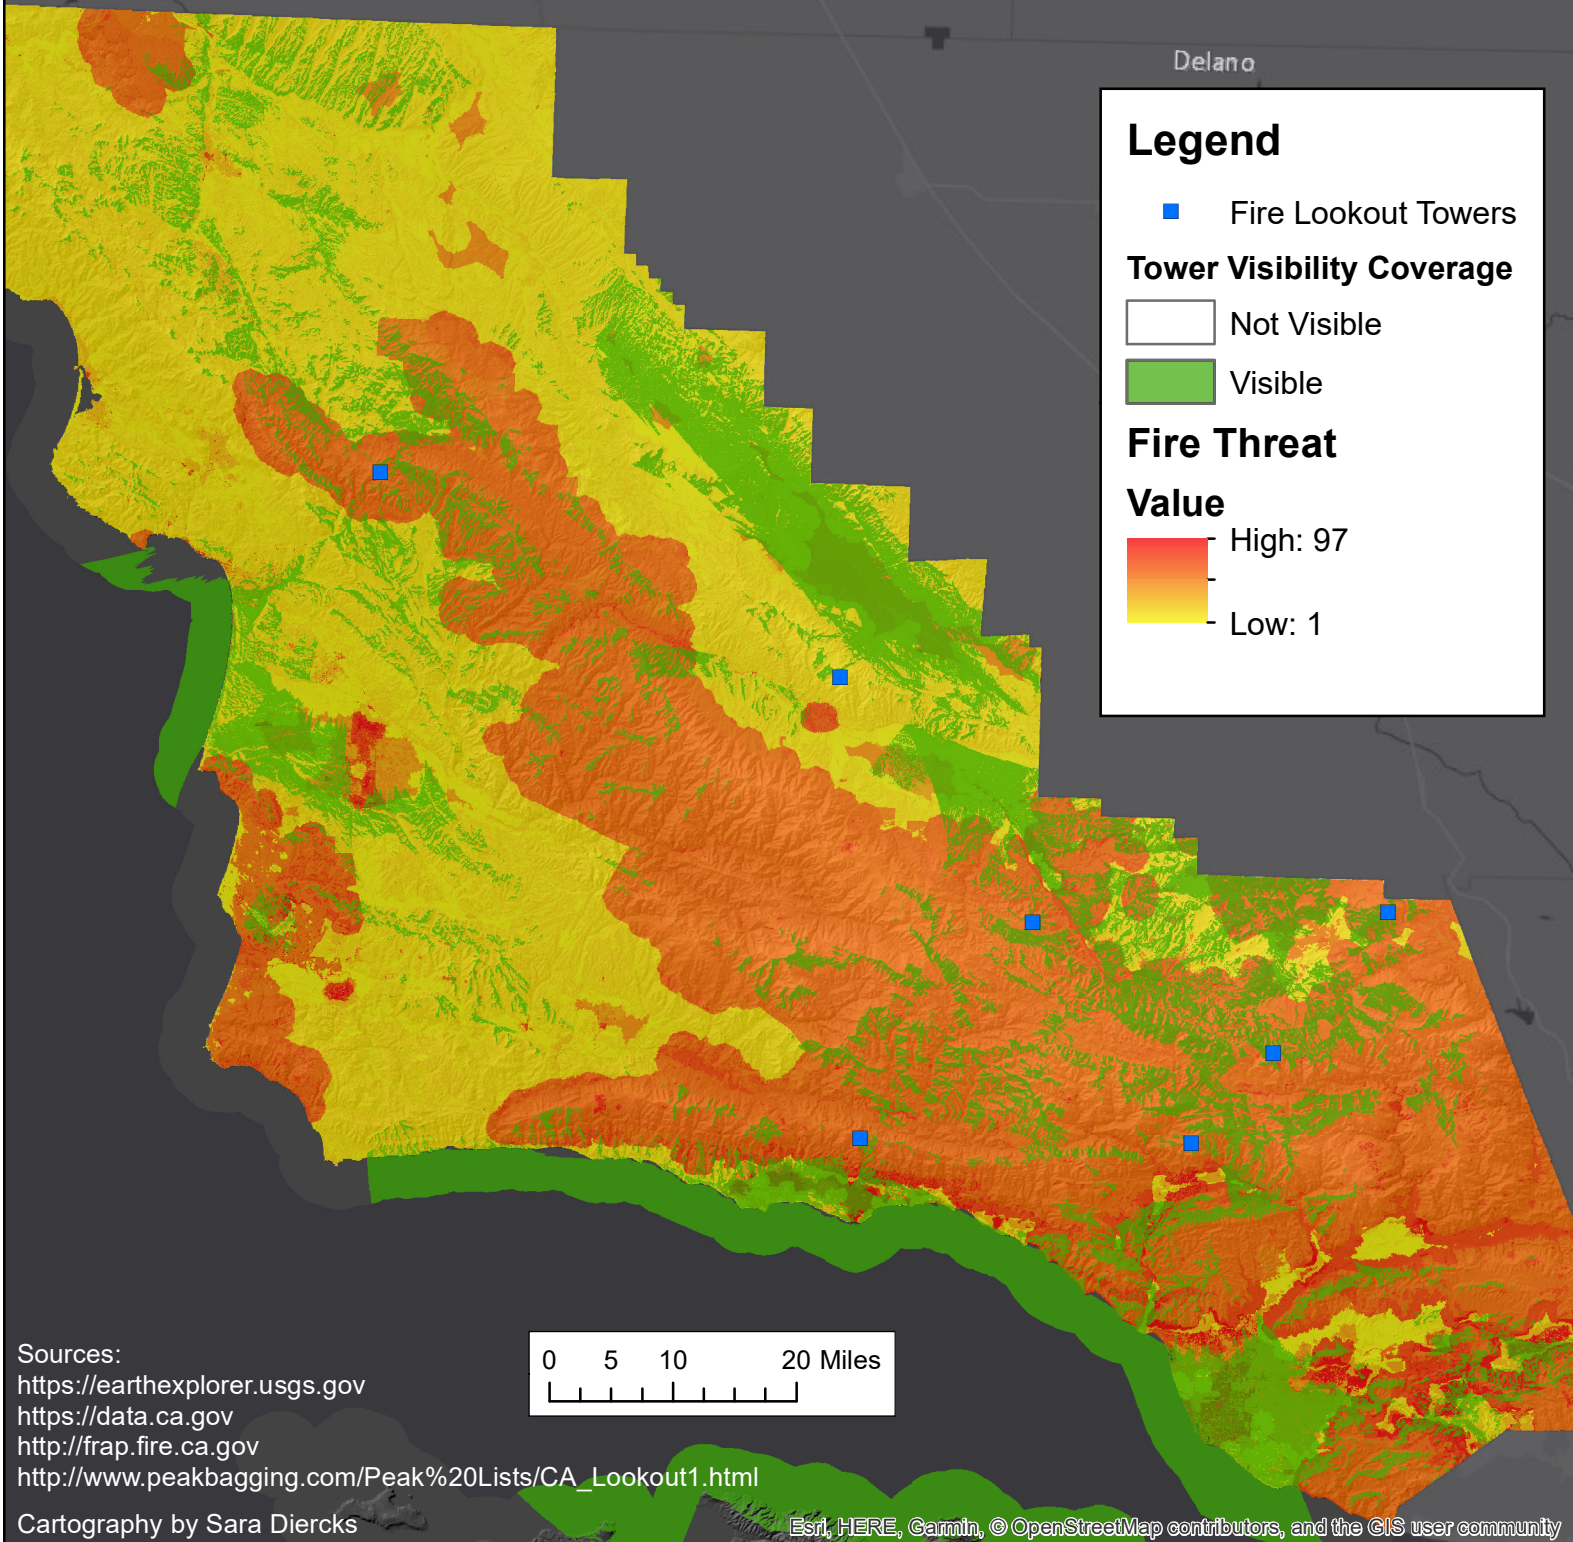 Delano
Legend
Fire Lookout Towers
Tower Visibility Coverage
Not Visible
Visible
Fire Threat
Value
High: 97
Low: 1
0 5 10 20 Miles
Sources:
https://earthexplorer.usgs.gov
https://data.ca.gov
http://frap.fire.ca.gov
http://www.peakbagging.com/Peak%20Lists/CA_Lookout1.html
Cartography by Sara Diercks
Esri, HERE, Garmin, © OpenStreetMap contributors, and the GIS user community